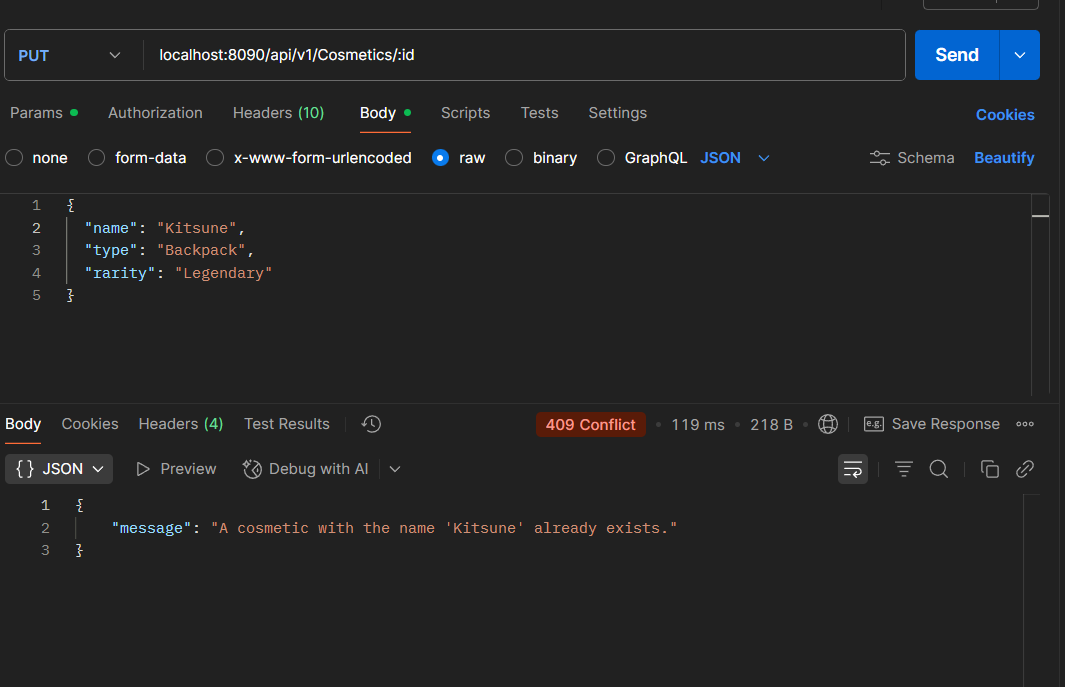 PUT localhost:8090/api/v1/Cosmetics/:id Send
Params Authorization Headers (10) Body Scripts Tests Settings Cookies
none form-data x-www-form-urlencoded raw binary GraphQL JSON Schema Beautify
1 {
2 "name": "Kitsune",
3 "type": "Backpack",
4 "rarity": "Legendary"
5 }
Body Cookies Headers (4) Test Results 409 Conflict • 119 ms • 218 B • e.g. Save Response
{} JSON Preview Debug with AI
1 {
2 "message": "A cosmetic with the name 'Kitsune' already exists."
3 }